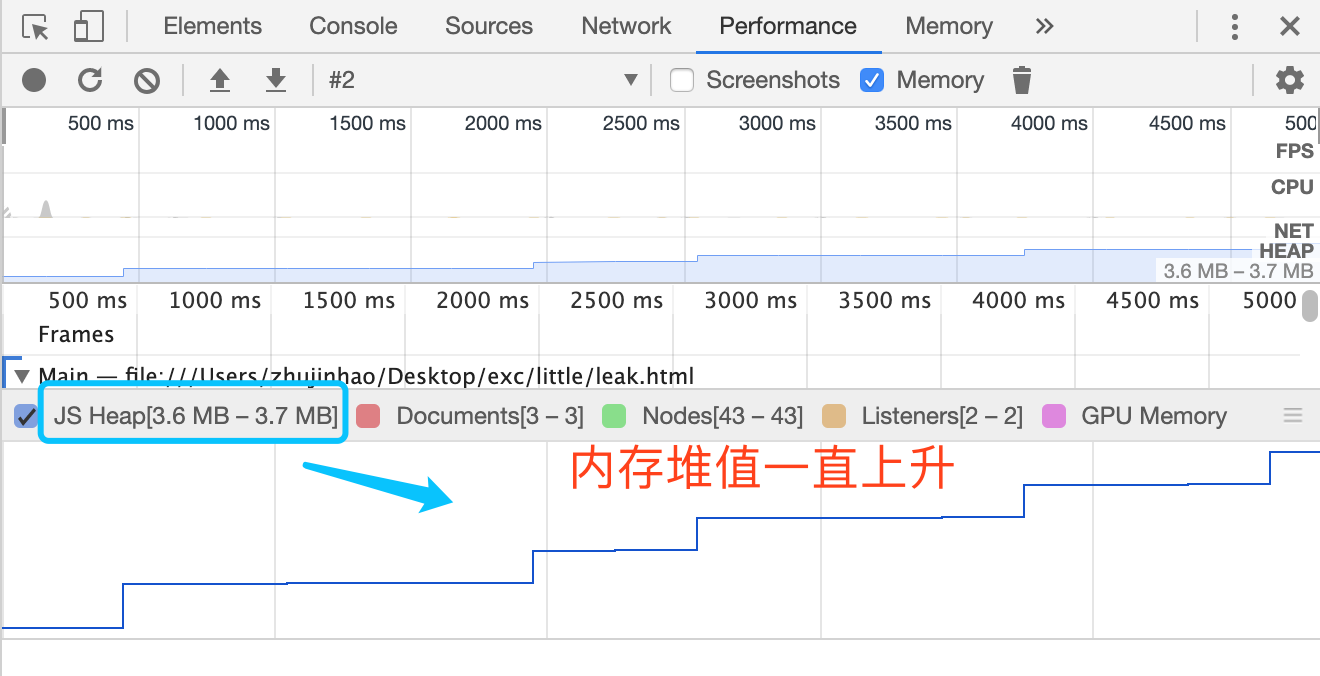 Elements Console Sources Network Performance Memory »
#2 Screenshots Memory
500 ms 1000 ms 1500 ms 2000 ms 2500 ms 3000 ms 3500 ms 4000 ms 4500 ms 500
FPS
CPU
NET
HEAP
3.6 MB – 3.7 MB
500 ms 1000 ms 1500 ms 2000 ms 2500 ms 3000 ms 3500 ms 4000 ms 4500 ms 5000
Frames
Main — file:///Users/zhujinhao/Desktop/exc/little/leak.html
JS Heap[3.6 MB – 3.7 MB] Documents[3 – 3] Nodes[43 – 43] Listeners[2 – 2] GPU Memory
内存堆值一直上升